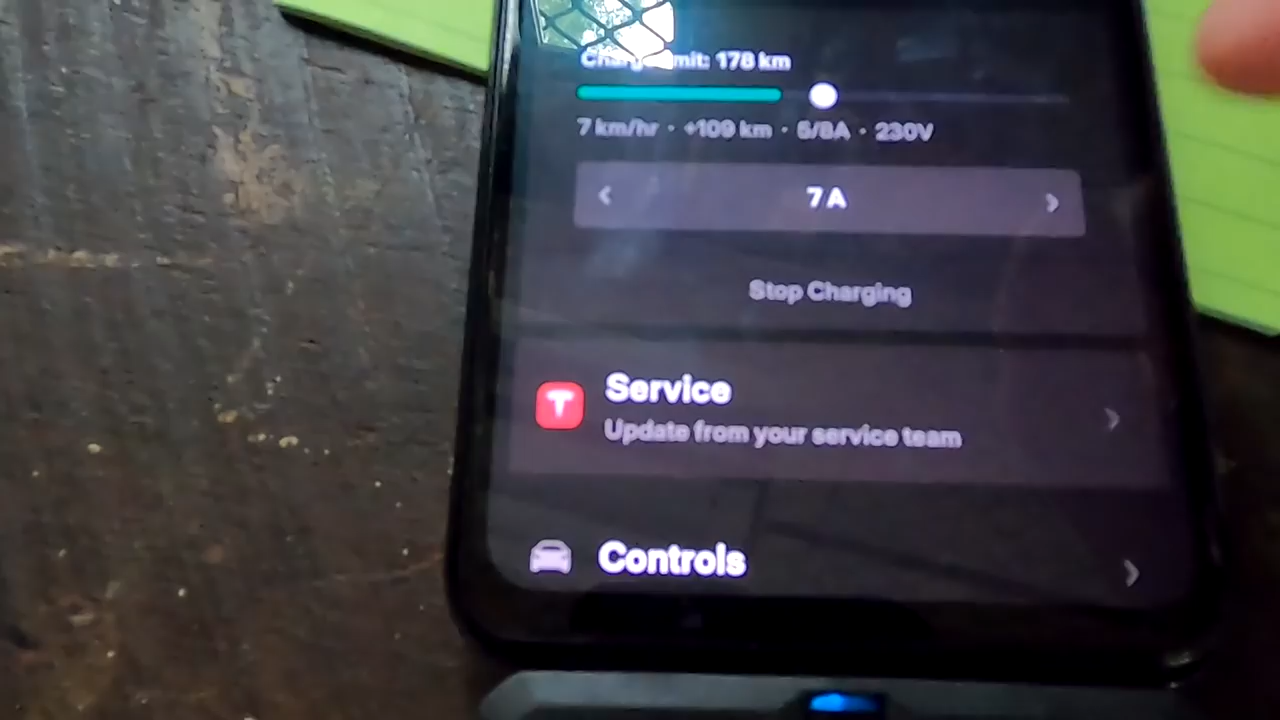 Charge limit: 178 km
7 km/hr · +109 km · 5/8A · 230V
7 A
Stop Charging
Service
Update from your service team
Controls